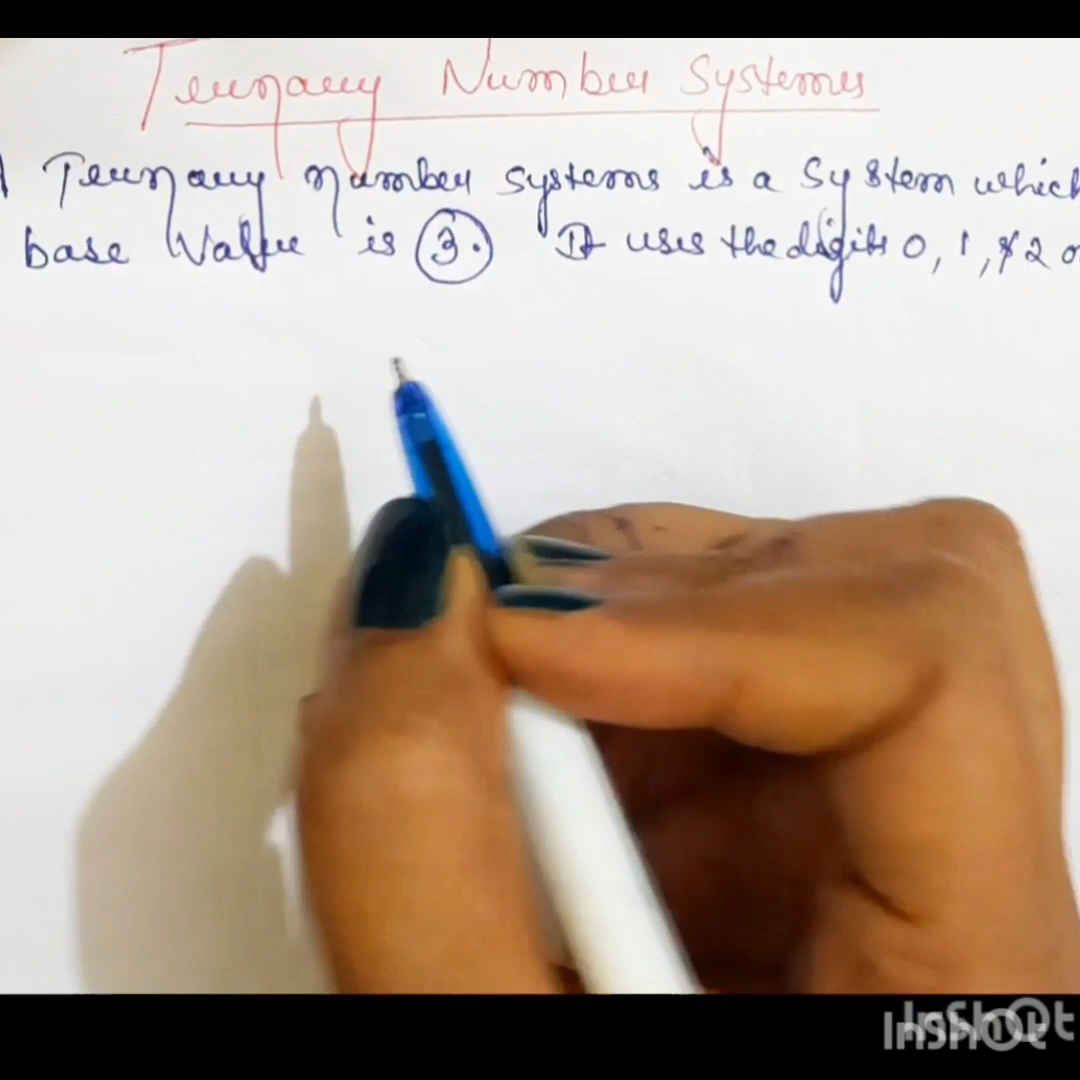 Ternary Number Systems
A Ternary number systems is a system which
base value is 3. It uses the digits 0, 1, & 2 o
InShot